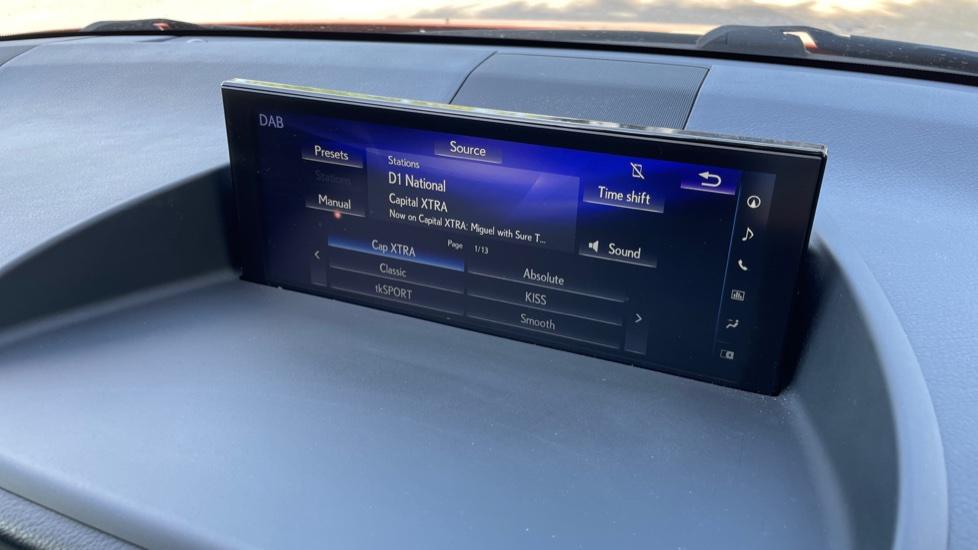 DAB
Source
Presets
Stations
Manual
Stations
D1 National
Capital XTRA
Now on Capital XTRA: Miguel with Sure T...
Time shift
Sound
Page 1/13
Cap XTRA
Absolute
Classic
KISS
tkSPORT
Smooth